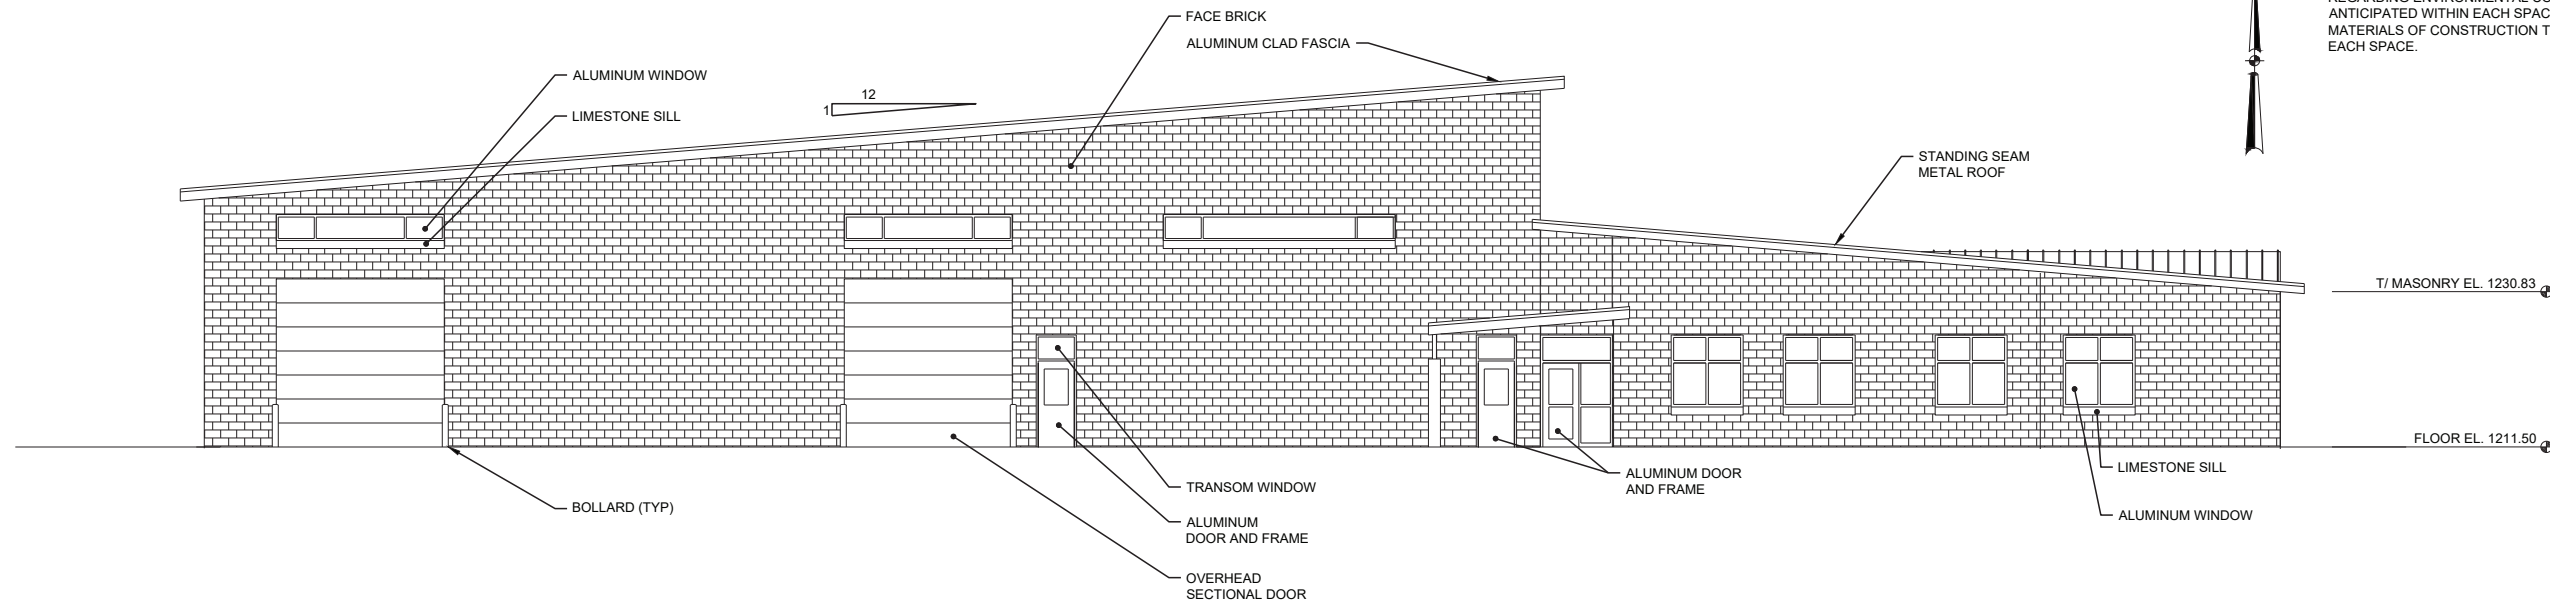 FACE BRICK
ALUMINUM CLAD FASCIA
ALUMINUM WINDOW
LIMESTONE SILL
12
1
ANTICIPATED WITHIN EACH SPAC
MATERIALS OF CONSTRUCTION T
EACH SPACE.
STANDING SEAM
METAL ROOF
T/ MASONRY EL. 1230.83
FLOOR EL. 1211.50
BOLLARD (TYP)
TRANSOM WINDOW
ALUMINUM
DOOR AND FRAME
OVERHEAD
SECTIONAL DOOR
ALUMINUM DOOR
AND FRAME
LIMESTONE SILL
ALUMINUM WINDOW